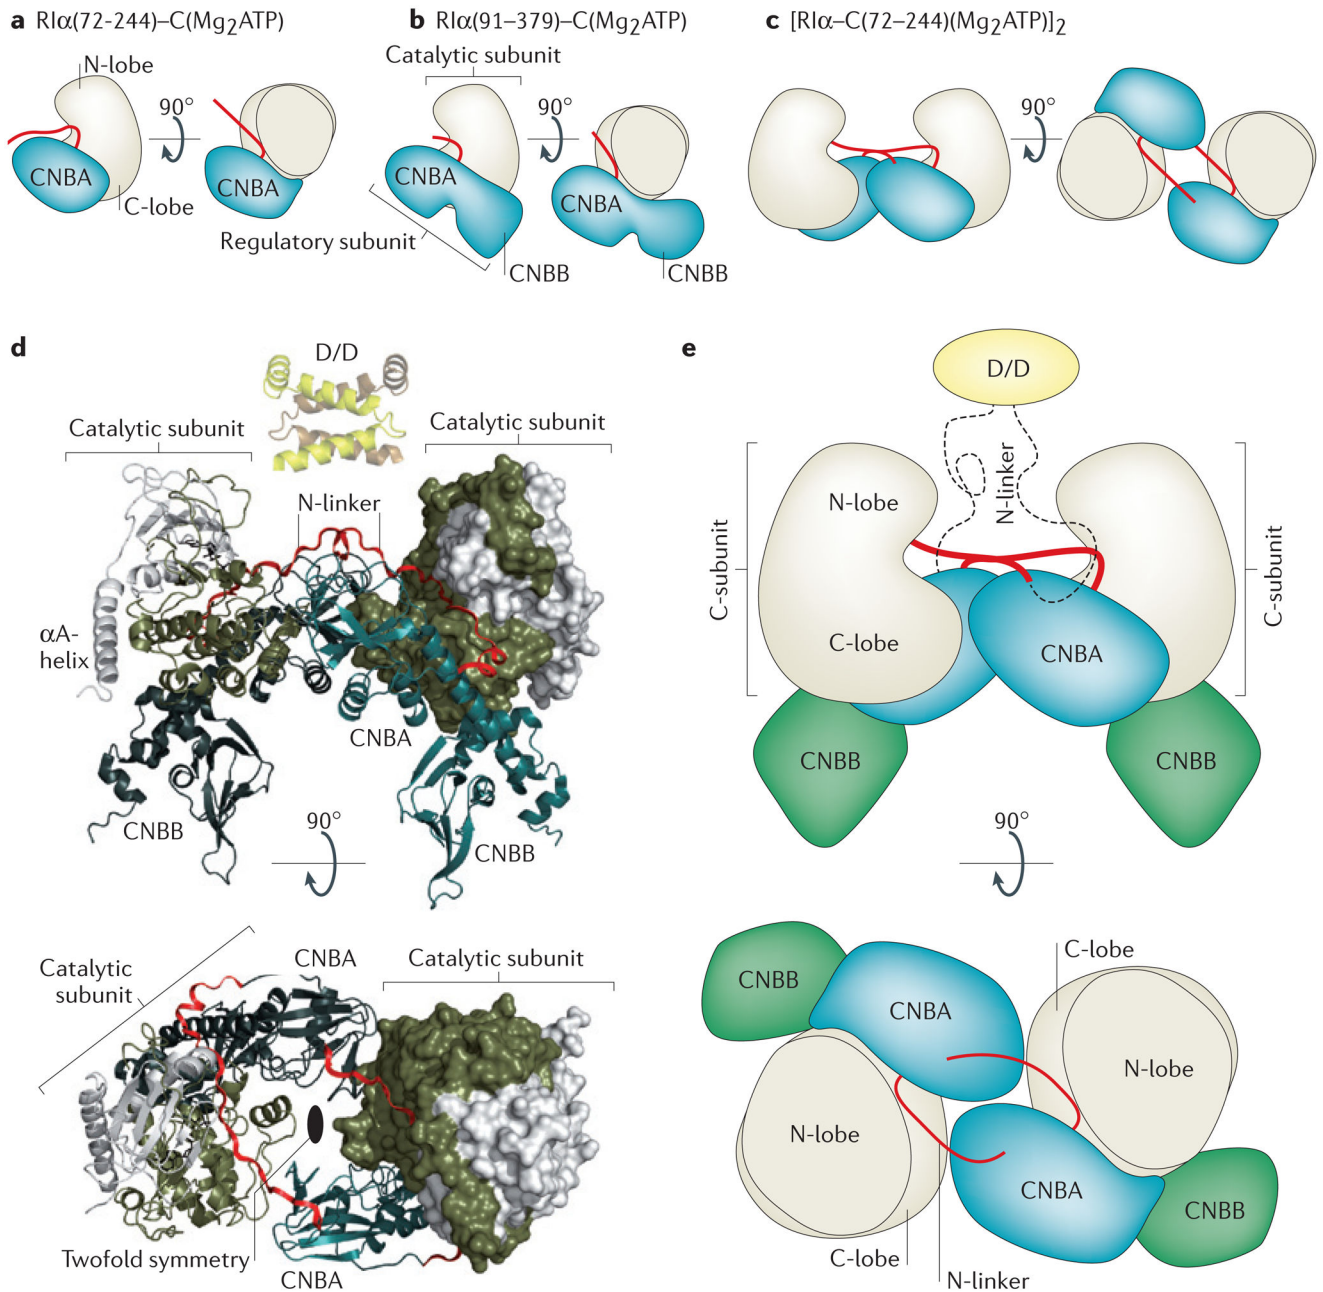 a RIα(72-244)–C(Mg₂ATP)
N-lobe
90°
CNBA
CNBA
C-lobe
b RIα(91–379)–C(Mg₂ATP)
Catalytic subunit
90°
CNBA
CNBA
Regulatory subunit
CNBB
CNBB
c [RIα–C(72–244)(Mg₂ATP)]₂
90°
d
D/D
Catalytic subunit
Catalytic subunit
N-linker
αA-
helix
CNBA
CNBB
CNBB
90°
CNBA
Catalytic
subunit
Catalytic subunit
Twofold symmetry
CNBA
e
D/D
N-linker
N-lobe
C-subunit
C-subunit
C-lobe
CNBA
CNBB
CNBB
90°
C-lobe
CNBB
CNBA
N-lobe
N-lobe
CNBA
CNBB
C-lobe
N-linker